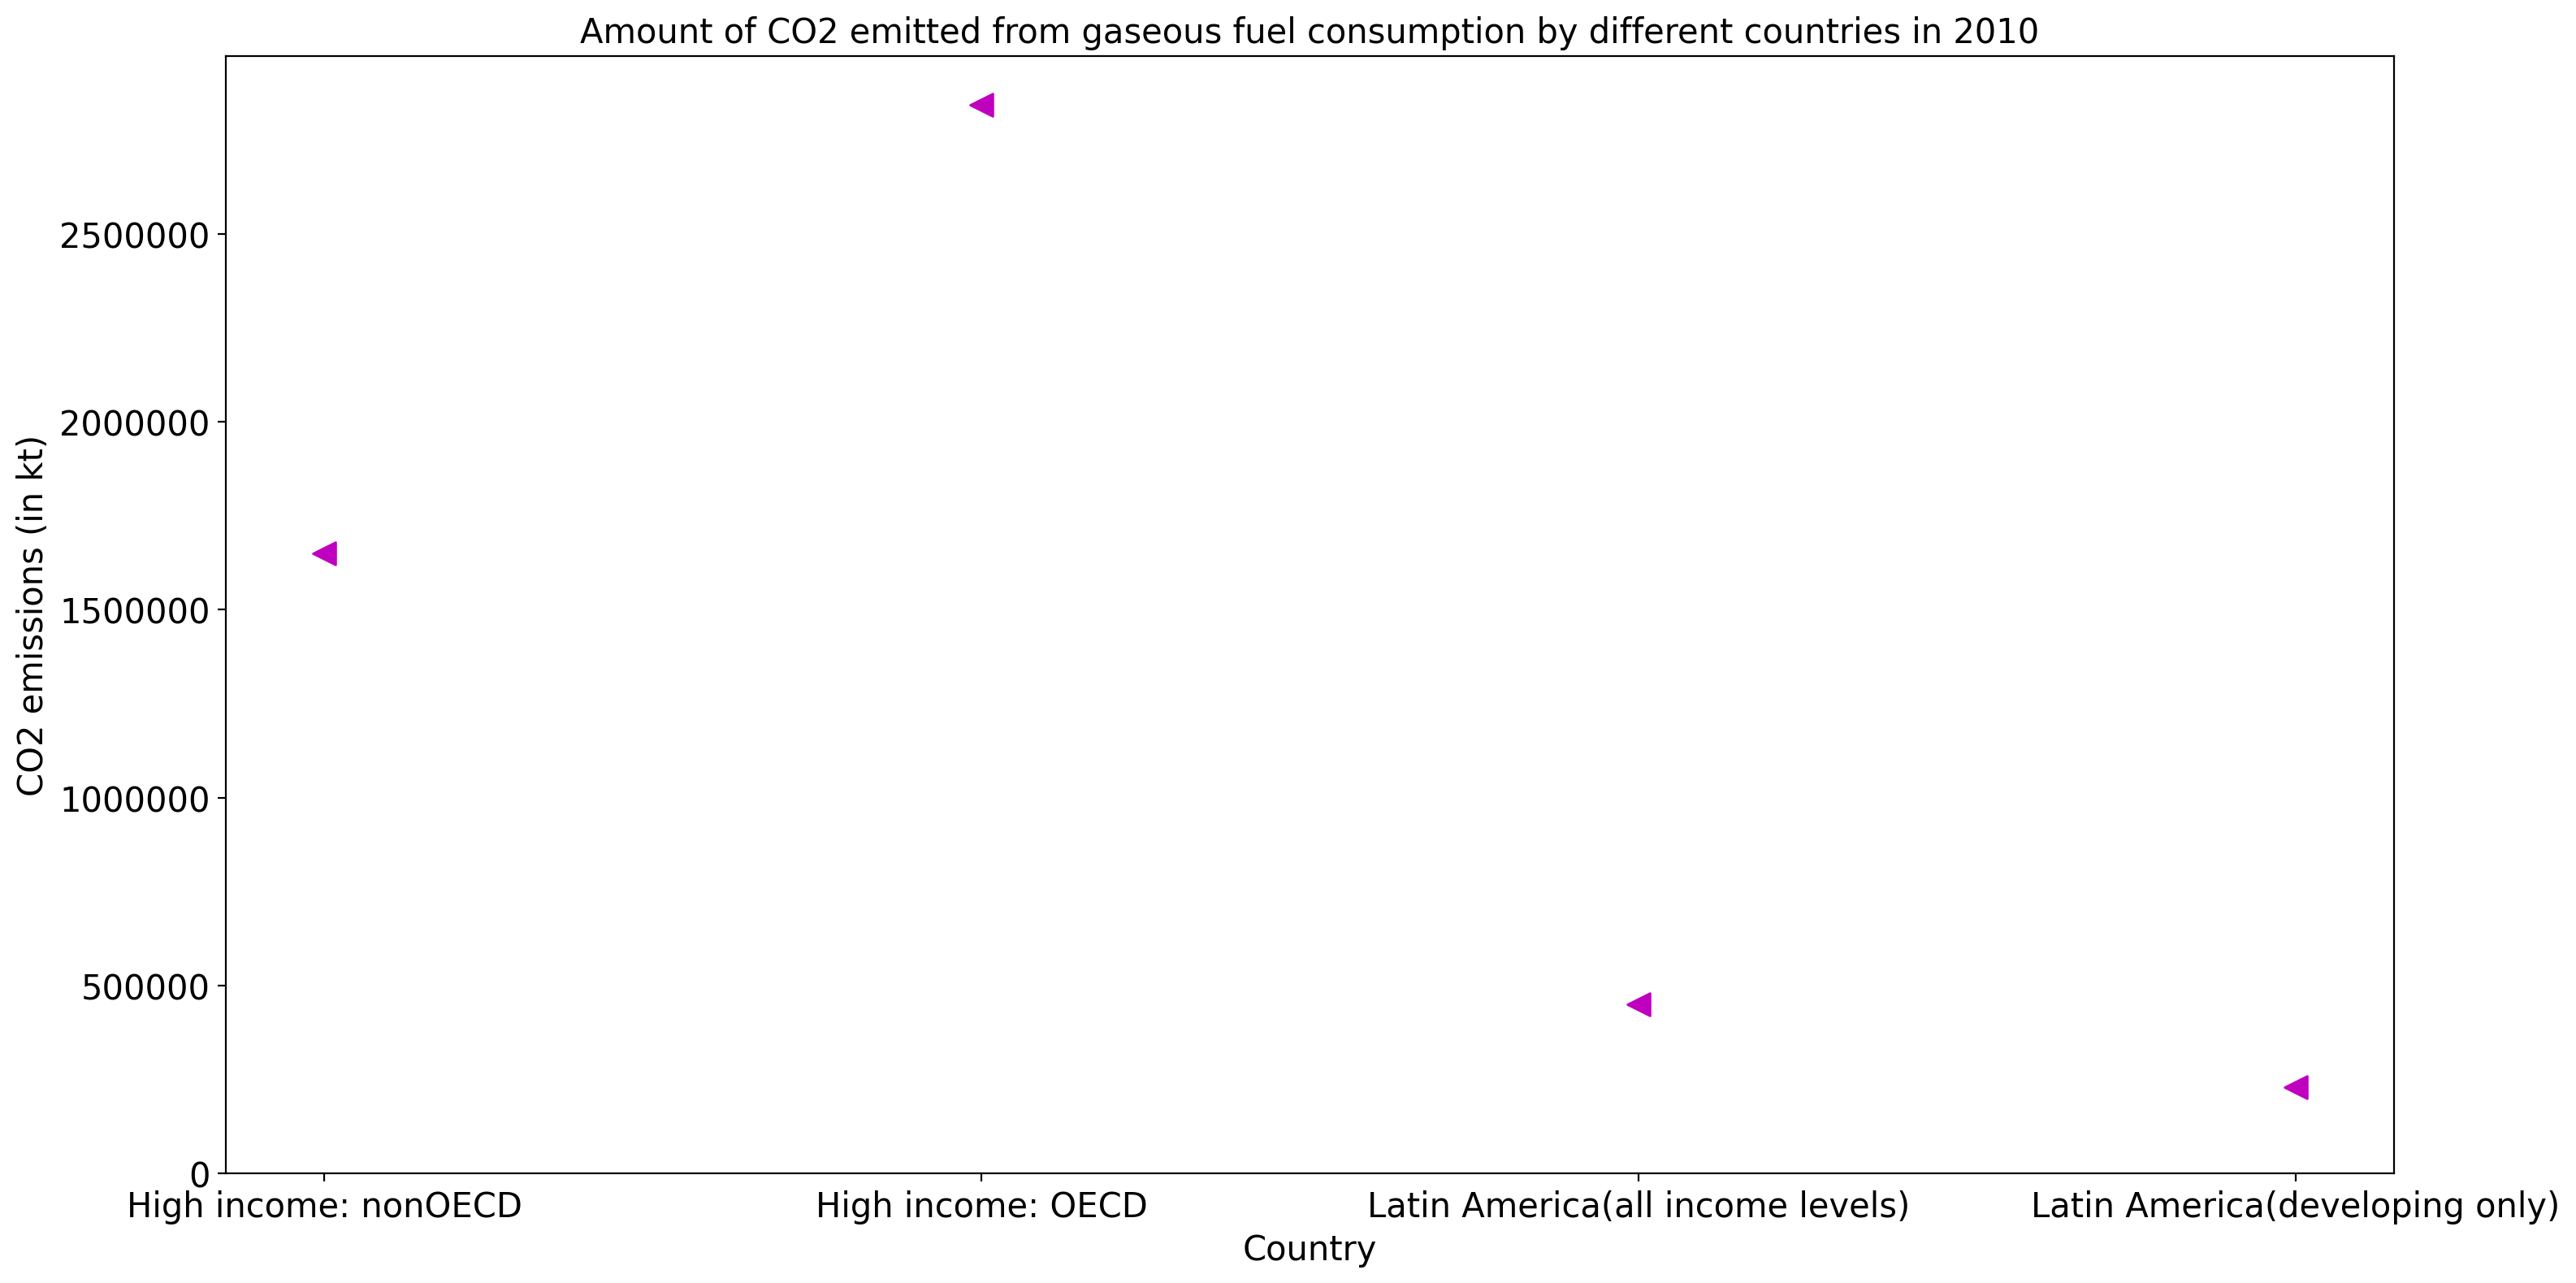 Amount of CO2 emitted from gaseous fuel consumption by different countries in 2010
CO2 emissions (in kt)
2500000
2000000
1500000
1000000
500000
0
High income: nonOECD
High income: OECD
Latin America(all income levels)
Latin America(developing only)
Country